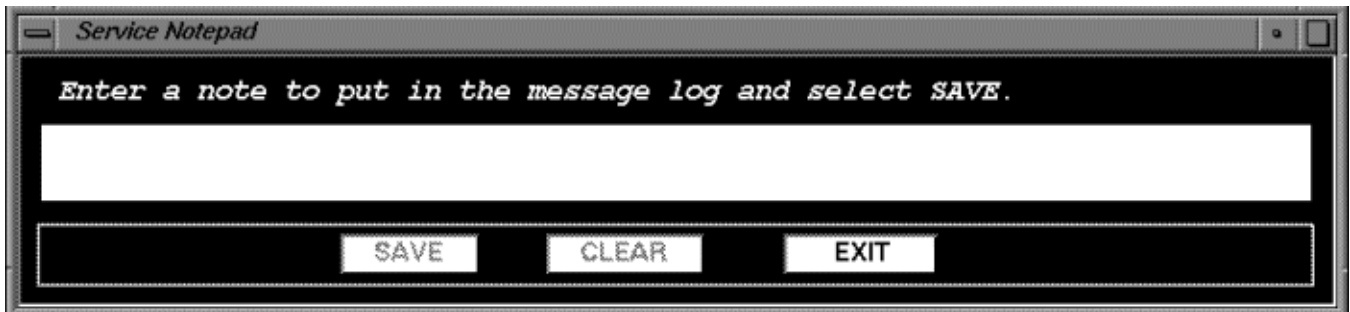 Service Notepad
Enter a note to put in the message log and select SAVE.
SAVE CLEAR EXIT